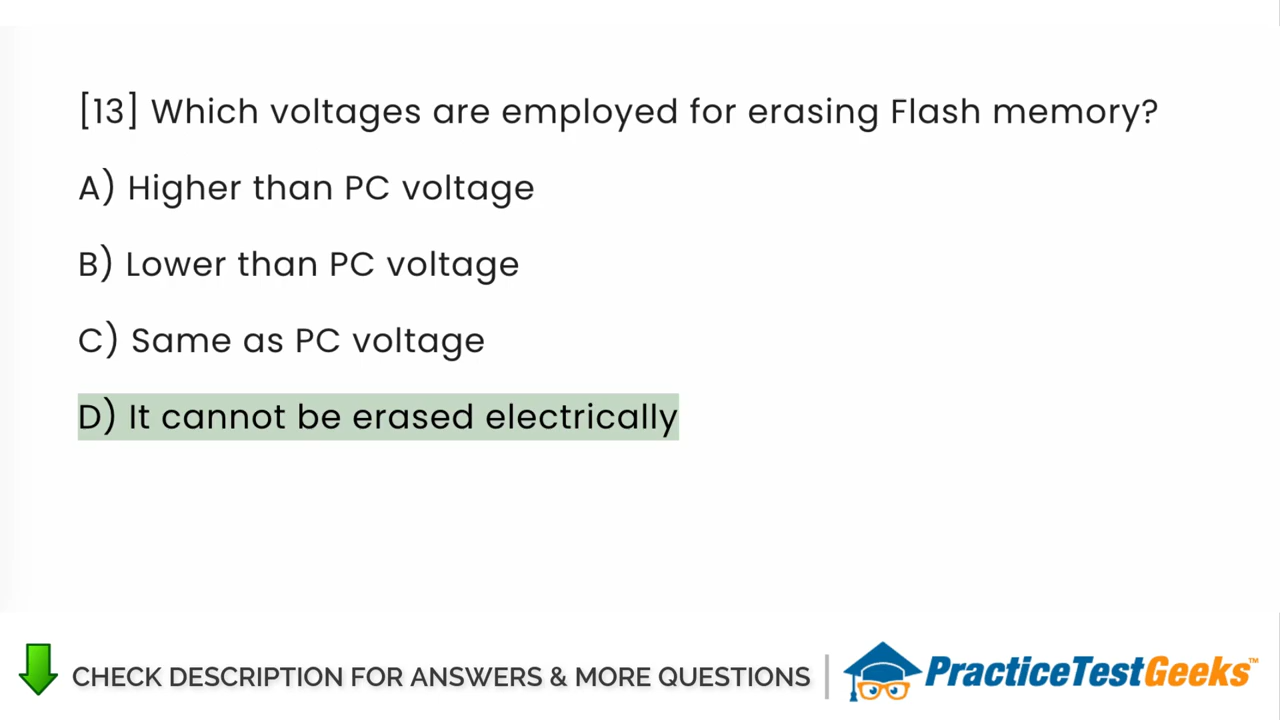 [13] Which voltages are employed for erasing Flash memory?
A) Higher than PC voltage
B) Lower than PC voltage
C) Same as PC voltage
D) It cannot be erased electrically
CHECK DESCRIPTION FOR ANSWERS & MORE QUESTIONS | PracticeTestGeeks™